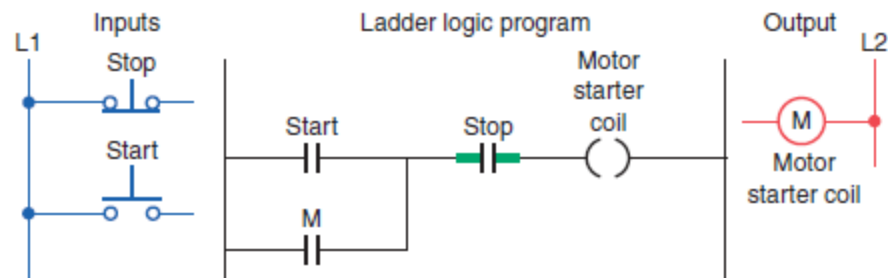 Inputs
Ladder logic program
Output
L1
L2
Stop
Motor
starter
coil
Start
Stop
Start
M
Motor
starter coil
M